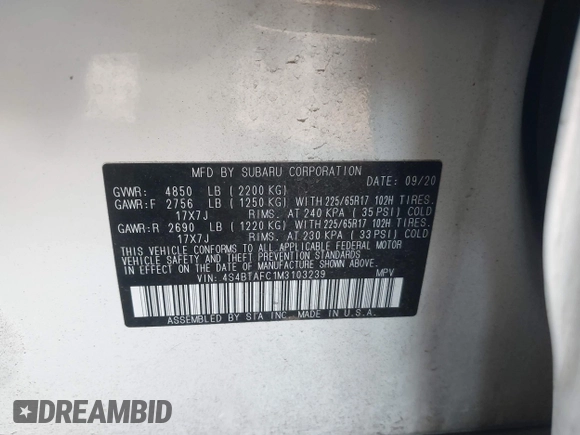 MFD BY SUBARU CORPORATION
DATE: 09/20
GVWR: 4850 LB (2200 KG)
GAWR:F 2756 LB (1250 KG) WITH 225/65R17 102H TIRES.
17X7J RIMS. AT 240 KPA (35 PSI) COLD
GAWR:R 2690 LB (1220 KG) WITH 225/65R17 102H TIRES.
17X7J RIMS. AT 230 KPA (33 PSI) COLD
THIS VEHICLE CONFORMS TO ALL APPLICABLE FEDERAL MOTOR
VEHICLE SAFETY AND THEFT PREVENTION STANDARDS IN EFFECT
ON THE DATE OF MANUFACTURE SHOWN ABOVE.
VIN: 4S4BTAFC1M3103239 MPV
ASSEMBLED BY STA INC. MADE IN U.S.A.
DREAMBID